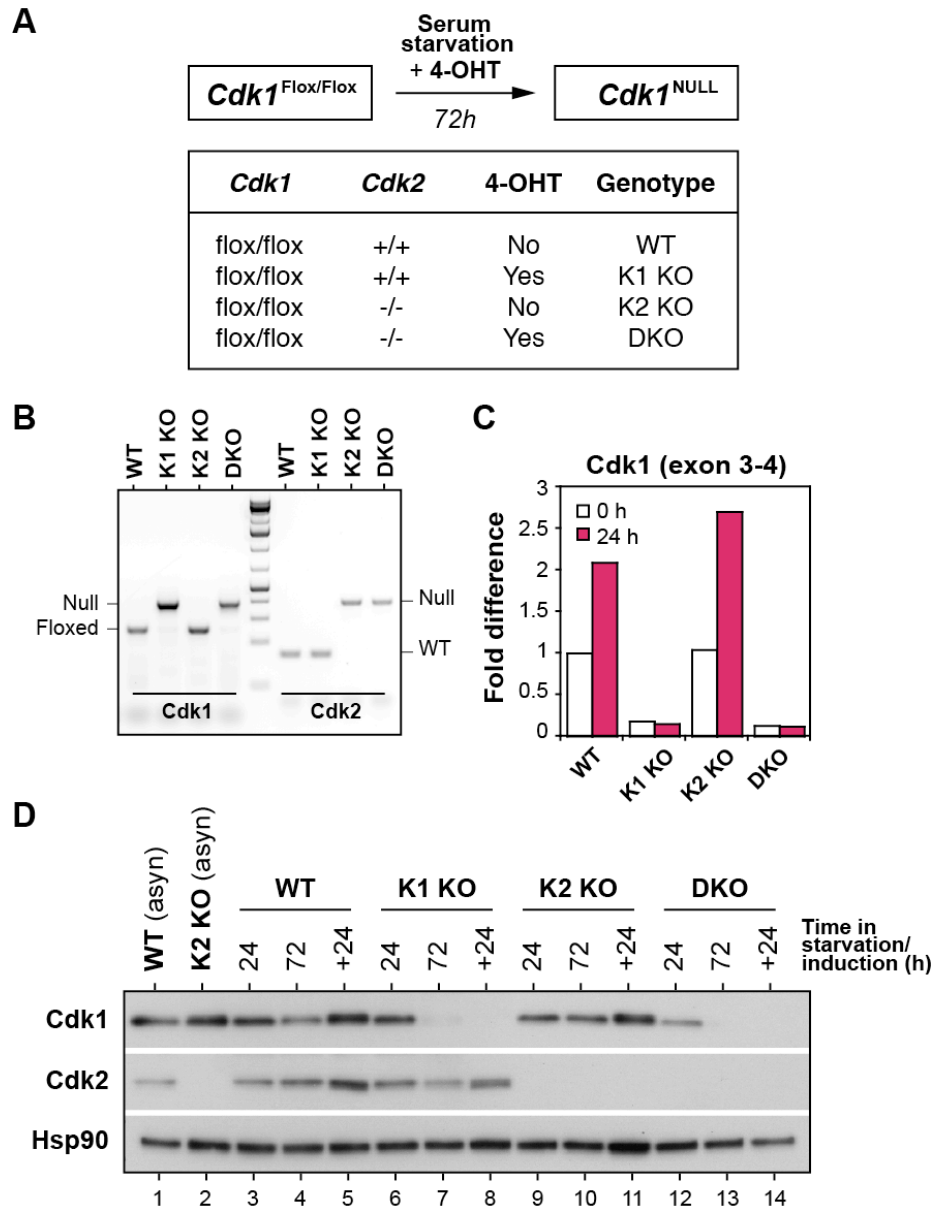 A
Serum
starvation
+ 4-OHT
Cdk1Flox/Flox
72h
Cdk1NULL
Cdk1 Cdk2 4-OHT Genotype
flox/flox +/+ No WT
flox/flox +/+ Yes K1 KO
flox/flox -/- No K2 KO
flox/flox -/- Yes DKO
B
WT K1 KO K2 KO DKO WT K1 KO K2 KO DKO
Null
Floxed
Null
WT
Cdk1 Cdk2
C
Cdk1 (exon 3-4)
Fold difference
3
2.5
2
1.5
1
0.5
0
0 h
24 h
WT K1 KO K2 KO DKO
D
WT (asyn) K2 KO (asyn) WT K1 KO K2 KO DKO
24 72 +24 24 72 +24 24 72 +24 24 72 +24
Time in
starvation/
induction (h)
Cdk1
Cdk2
Hsp90
1 2 3 4 5 6 7 8 9 10 11 12 13 14